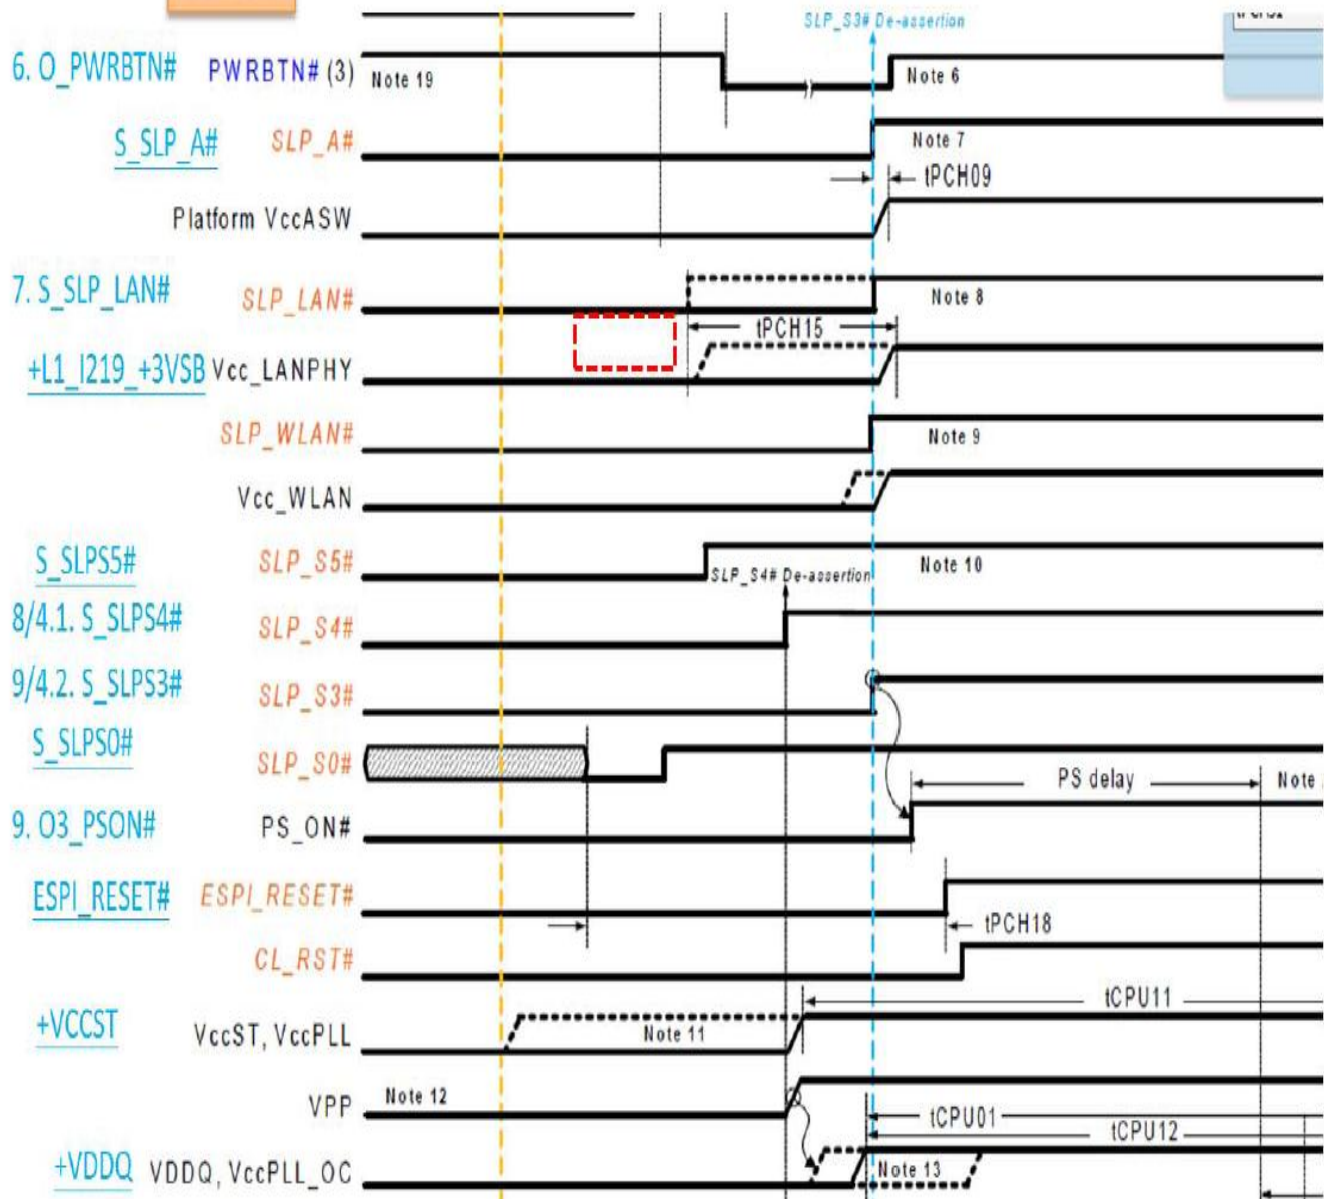 SLP_S3# De-assertion
6. O_PWRBTN# PWRBTN# (3) Note 19 Note 6
S_SLP_A# SLP_A# Note 7
tPCH09
Platform VccASW
7. S_SLP_LAN# SLP_LAN# Note 8
tPCH15
+L1_I219_+3VSB Vcc_LANPHY
SLP_WLAN# Note 9
Vcc_WLAN
S_SLPS5# SLP_S5# Note 10
SLP_S4# De-assertion
8/4.1. S_SLPS4# SLP_S4#
9/4.2. S_SLPS3# SLP_S3#
S_SLPS0# SLP_S0#
PS delay Note
9. O3_PSON# PS_ON#
ESPI_RESET# ESPI_RESET#
tPCH18
CL_RST#
tCPU11
+VCCST VccST, VccPLL Note 11
VPP Note 12
tCPU01
tCPU12
+VDDQ VDDQ, VccPLL_OC Note 13